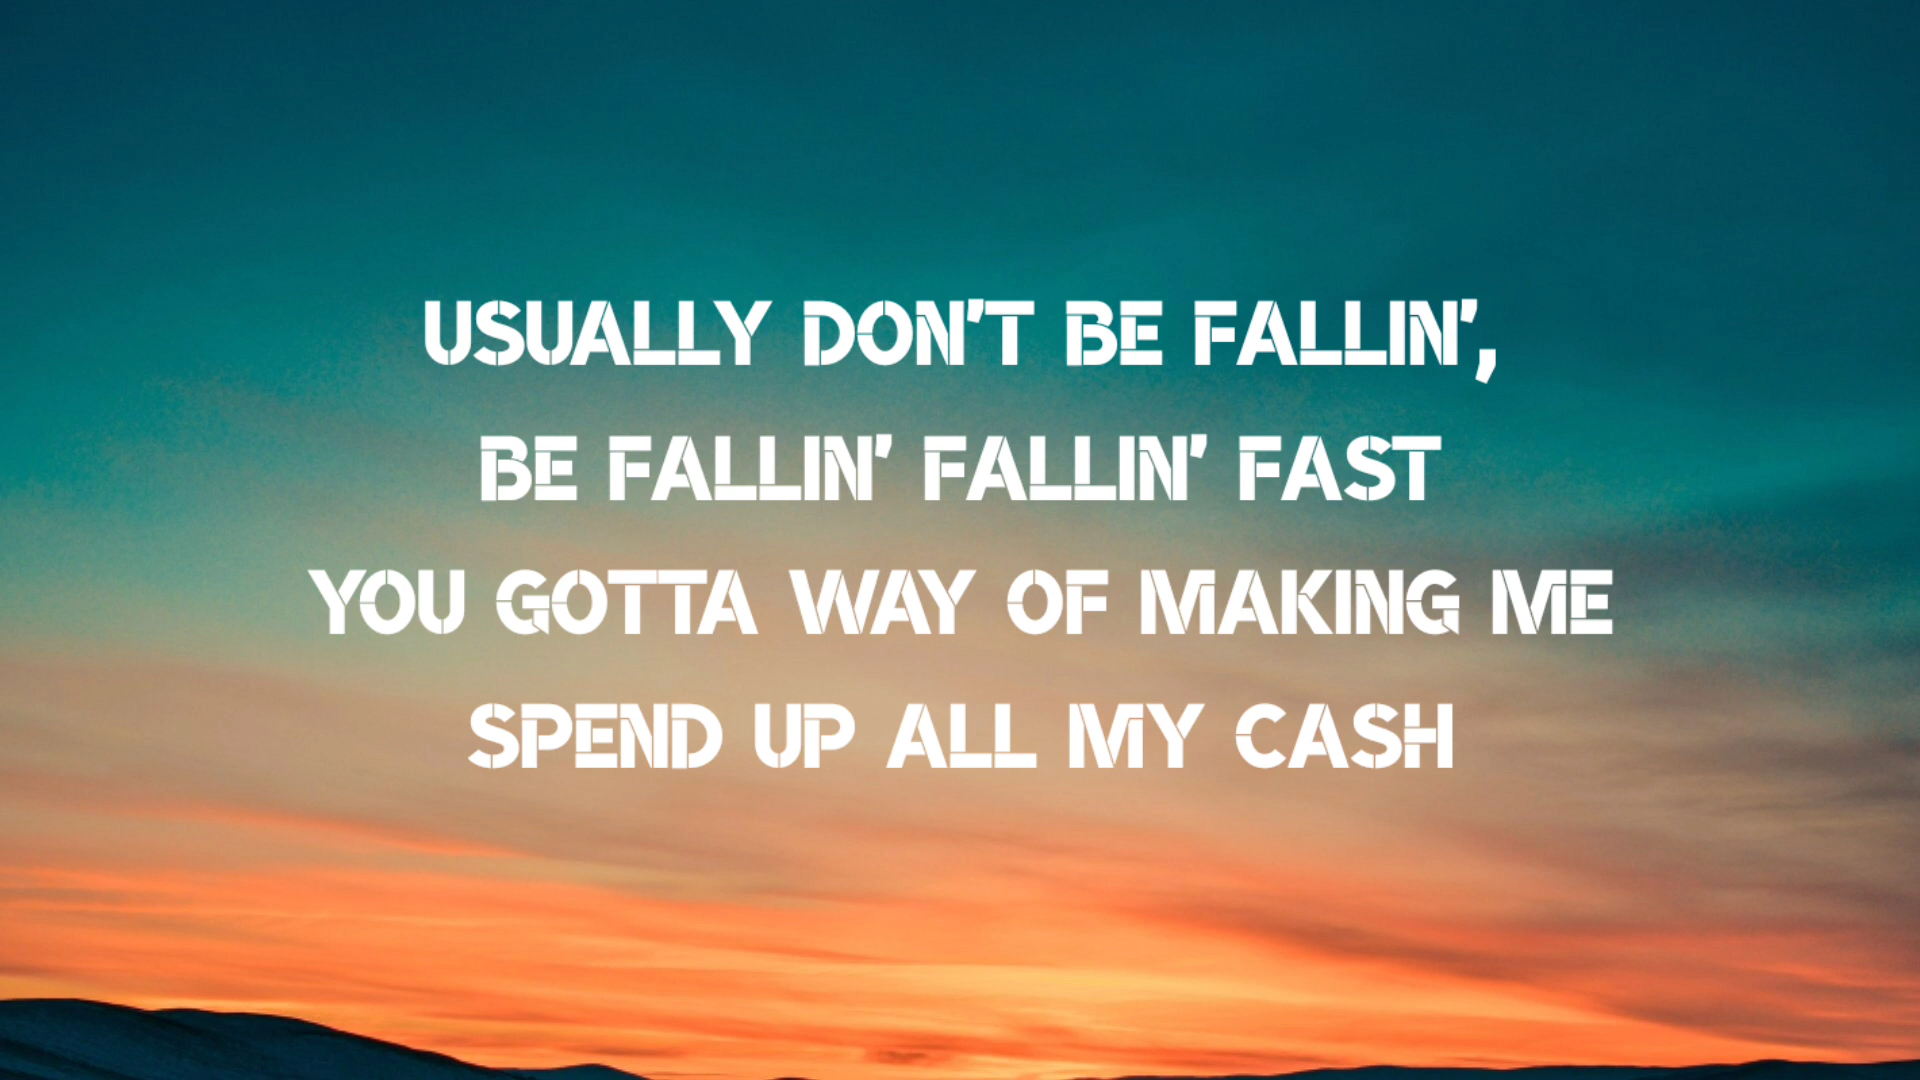 USUALLY DON'T BE FALLIN',
BE FALLIN' FALLIN' FAST
YOU GOTTA WAY OF MAKING ME
SPEND UP ALL MY CASH